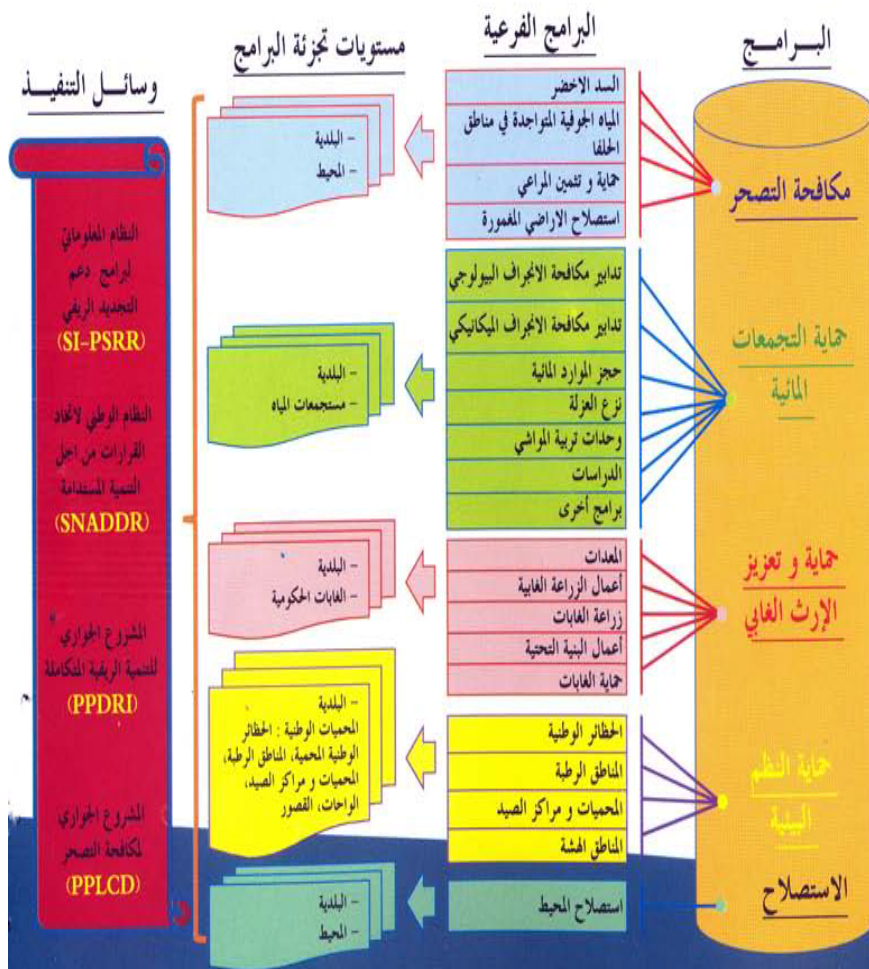 البرامج
البرامج الفرعية
مستويات تجزئة البرامج
وسائل التنفيذ
مكافحة التصحر
السد الاخضر
المياه الجوفية المتواجدة في مناطق
الحلفا
حماية و تثمين المراعي
استصلاح الاراضي المغمورة
- البلدية
- المحيط
حماية التجمعات
المائية
تدابير مكافحة الانجراف البيولوجي
تدابير مكافحة الانجراف الميكانيكي
حجز الموارد المائية
نزع العزلة
وحدات تربية المواشي
الدراسات
برامج أخرى
- البلدية
- مستجمعات المياه
حماية و تعزيز
الإرث الغابي
المعدات
أعمال الزراعة الغابية
زراعة الغابات
أعمال البنية التحتية
حماية الغابات
- البلدية
- الغابات الحكومية
حماية النظم
البيئية
الحظائر الوطنية
المناطق الرطبة
المحميات و مراكز الصيد
المناطق الهشة
- البلدية
المحميات الوطنية : الحظائر
الوطنية المحمية، المناطق الرطبة،
المحميات و مراكز الصيد،
الواحات، القصور
الاستصلاح
استصلاح المحيط
- البلدية
- المحيط
النظام المعلوماتي
لبرامج دعم
التجديد الريفي
(SI-PSRR)
النظام الوطني لاتخاد
القرارات من اجل
التنمية المستدامة
(SNADDR)
المشروع الجواري
للتنمية الريفية المتكاملة
(PPDRI)
المشروع الجواري
لمكافحة التصحر
(PPLCD)